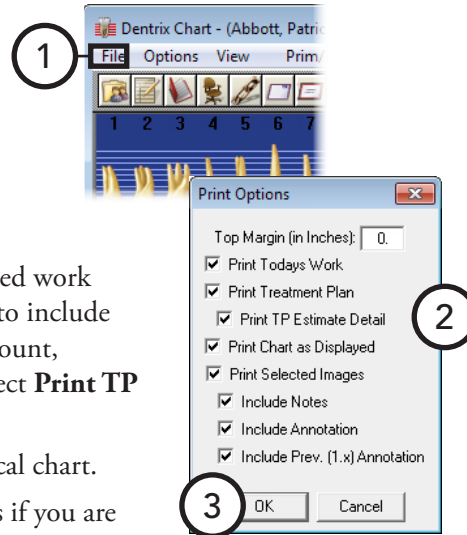 1
Dentrix Chart - (Abbott, Patric
File Options View Prim/
1 2 3 4 5 6 7
Print Options
Top Margin (in Inches): 0.
Print Todays Work
Print Treatment Plan
Print TP Estimate Detail
Print Chart as Displayed
Print Selected Images
Include Notes
Include Annotation
Include Prev. (1.x) Annotation
2
3
OK Cancel
ed work
to include
ount,
ect Print TP
cal chart.
s if you are